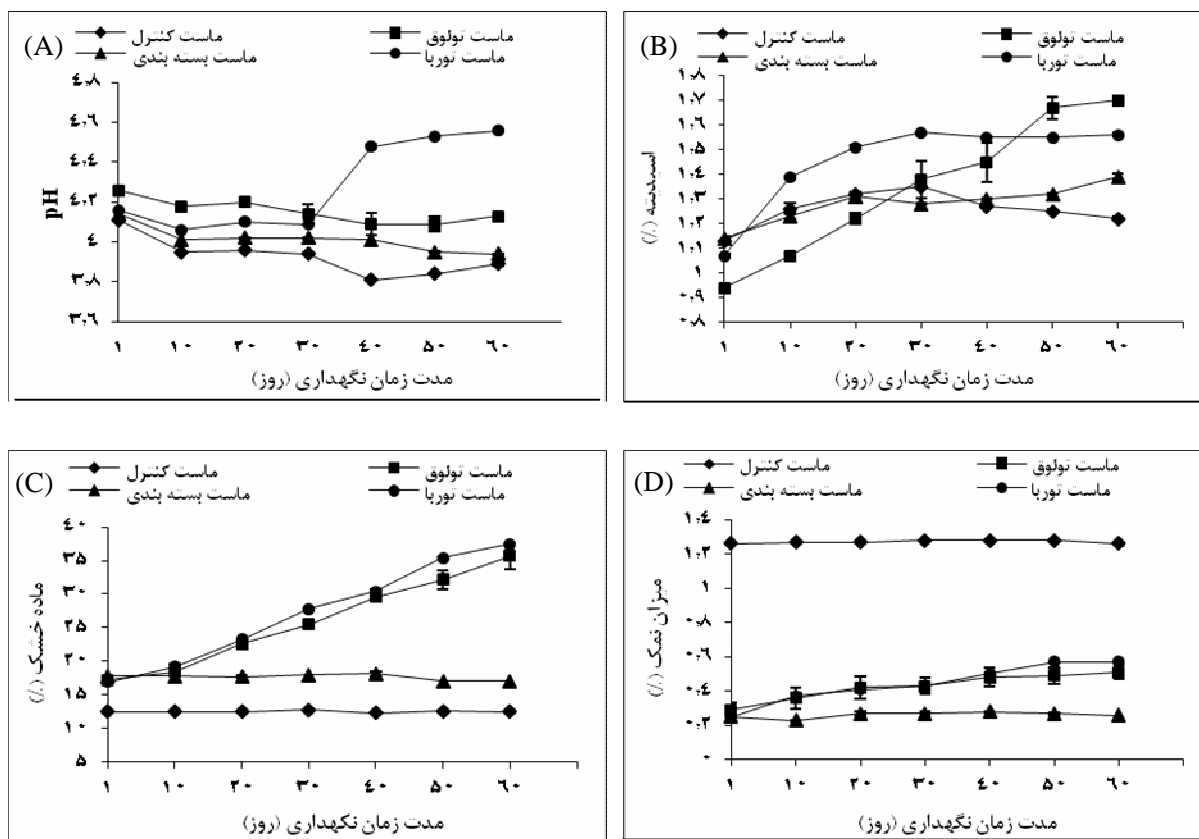 (A)
ماست کنترل
ماست تولوق
ماست بسته بندی
ماست توربا
pH
۴٫۸
۴٫۶
۴٫۴
۴٫۲
۴
۳٫۸
۳٫۶
۱ ۱۰ ۲۰ ۳۰ ۴۰ ۵۰ ۶۰
مدت زمان نگهداری (روز)
(B)
ماست کنترل
ماست تولوق
ماست بسته بندی
ماست توربا
اسیدیته (٪)
۱٫۸
۱٫۷
۱٫۶
۱٫۵
۱٫۴
۱٫۳
۱٫۲
۱٫۱
۱
۰٫۹
۰٫۸
۱ ۱۰ ۲۰ ۳۰ ۴۰ ۵۰ ۶۰
مدت زمان نگهداری (روز)
(C)
ماست کنترل
ماست تولوق
ماست بسته بندی
ماست توربا
ماده خشک (٪)
۴۰
۳۵
۳۰
۲۵
۲۰
۱۵
۱۰
۵
۱ ۱۰ ۲۰ ۳۰ ۴۰ ۵۰ ۶۰
مدت زمان نگهداری (روز)
(D)
ماست کنترل
ماست تولوق
ماست بسته بندی
ماست توربا
میزان نمک (٪)
۱٫۴
۱٫۲
۱
۰٫۸
۰٫۶
۰٫۴
۰٫۲
۰
۱ ۱۰ ۲۰ ۳۰ ۴۰ ۵۰ ۶۰
مدت زمان نگهداری (روز)